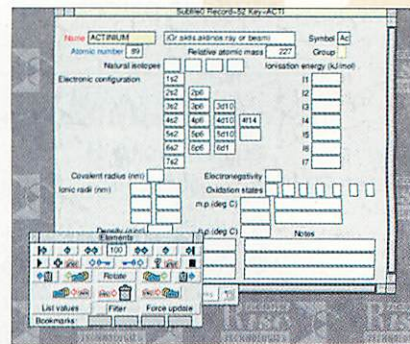 Subfile0 Record=52 Key=ACTI
Name ACTINIUM (Gr aktis aktinos ray or beam) Symbol Ac
Atomic number 89 Relative atomic mass 227 Group
Natural isotopes Ionisation energy (kJ/mol)
Electronic configuration 1s2 I1
2s2 2p6 I2
3s2 3p6 3d10 I3
4s2 4p6 4d10 4f14 I4
5s2 5p6 5d10 I5
6s2 6p6 6d1 I6
7s2 I7
Covalent radius (nm) Electronegativity
Ionic radii (nm) Oxidation states
m.p (deg C)
Density b.p (deg C) Notes
Elements
100
Rotate
List values Filter Force update
Bookmarks: